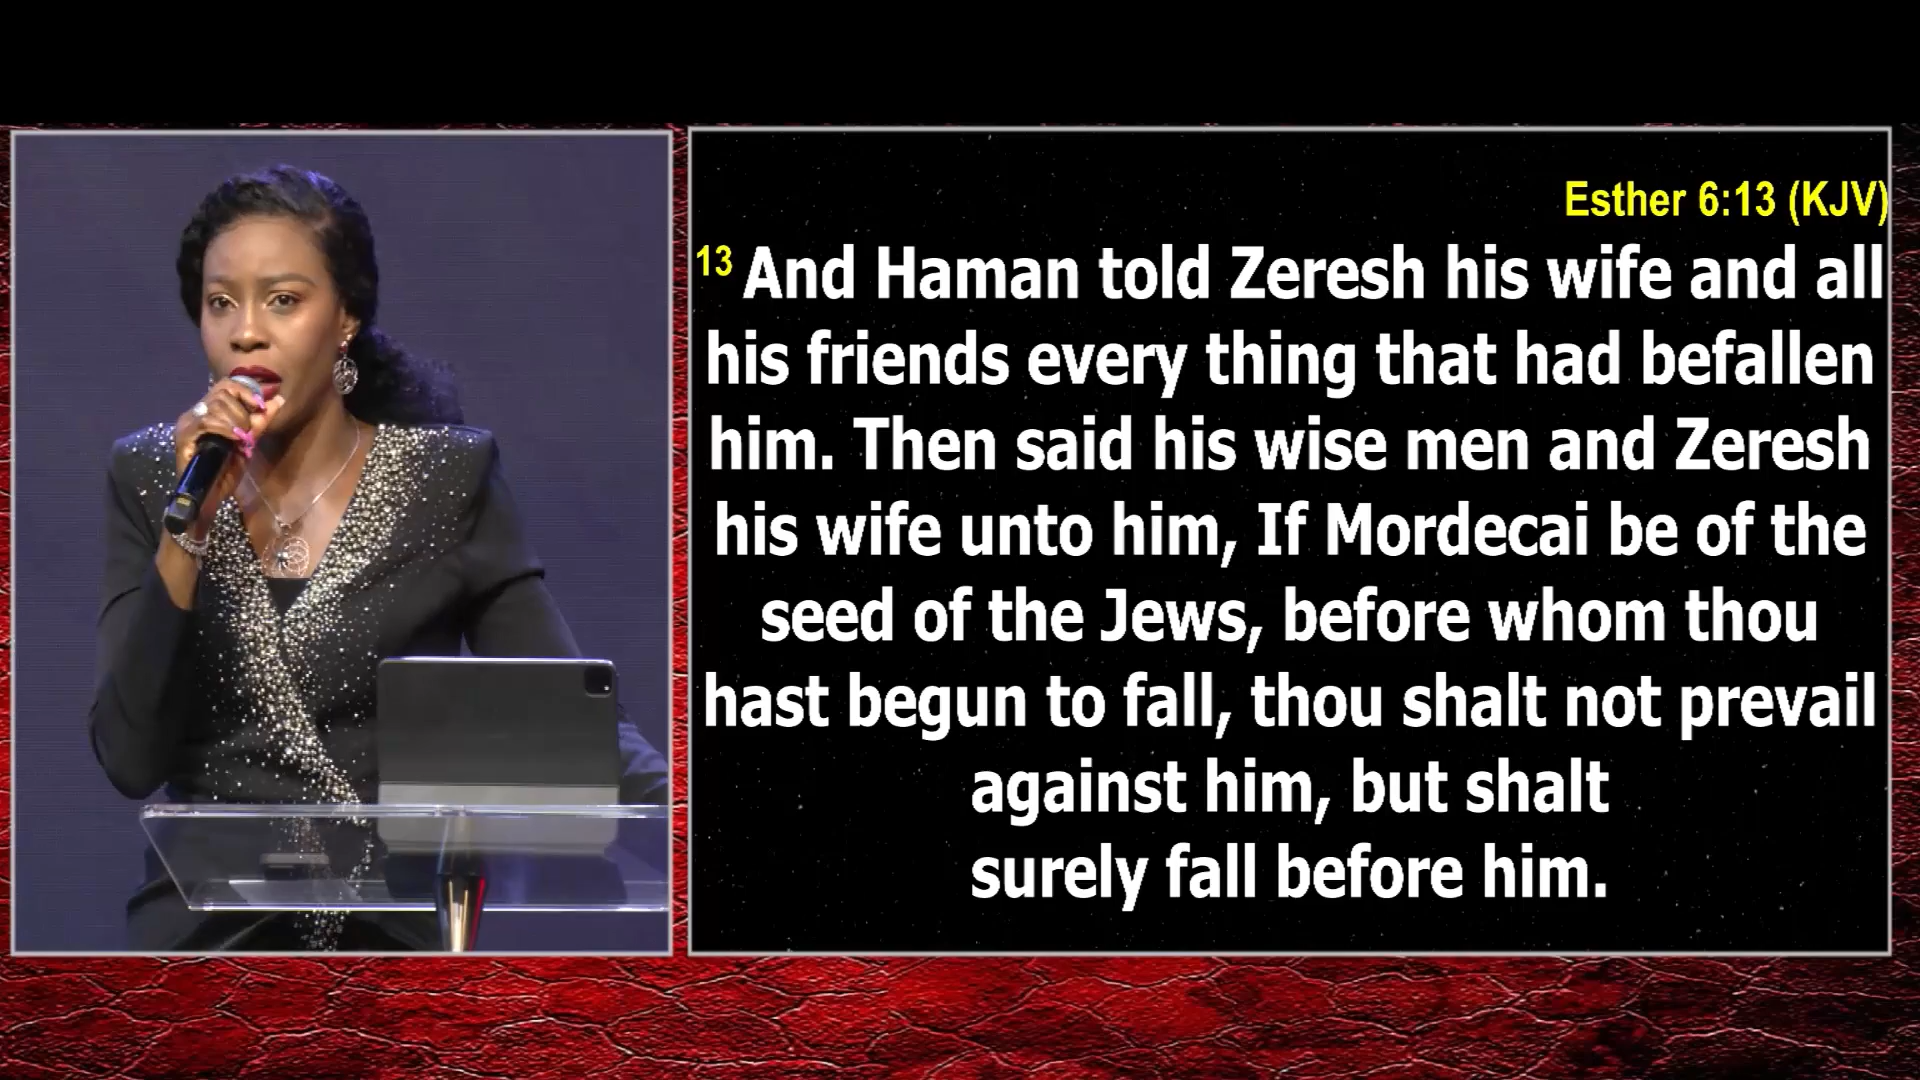 Esther 6:13 (KJV)
13 And Haman told Zeresh his wife and all
his friends every thing that had befallen
him. Then said his wise men and Zeresh
his wife unto him, If Mordecai be of the
seed of the Jews, before whom thou
hast begun to fall, thou shalt not prevail
against him, but shalt
surely fall before him.